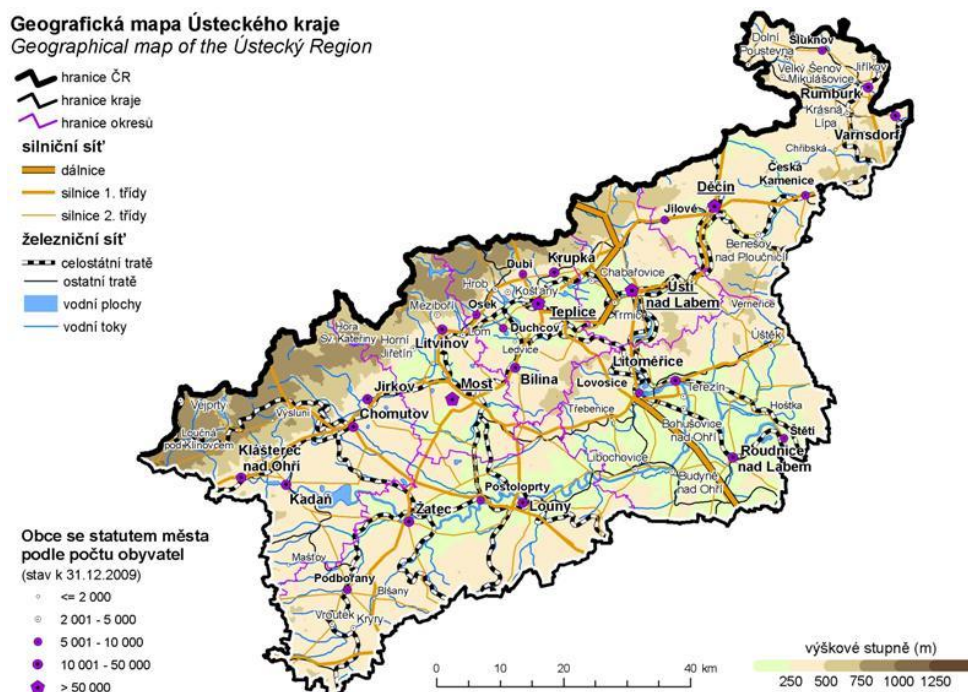 Geografická mapa Ústeckého kraje
Geographical map of the Ústecký Region
hranice ČR
hranice kraje
hranice okresů
silniční síť
dálnice
silnice 1. třídy
silnice 2. třídy
železniční síť
celostátní tratě
ostatní tratě
vodní plochy
vodní toky
Dolní
Poustevna
Šluknov
Velký Šenov
Mikulášovice
Jiříkov
Rumburk
Krásná
Lípa
Varnsdorf
Chřibská
Česká
Kamenice
Děčín
Jílové
Benešov
nad Ploučnicí
Dubí
Krupka
Chabařovice
Hrob
Košťany
Ústí
nad Labem
Meziboří
Osek
Teplice
Trmice
Verneřice
Hora
Sv. Kateřiny
Horní
Jiřetín
Lom
Duchcov
Úštěk
Litvínov
Ledvice
Litoměřice
Bílina
Jirkov
Most
Lovosice
Terezín
Vejprty
Výsluní
Chomutov
Třebenice
Hoštka
Loučná
pod Klínovcem
Bohušovice
nad Ohří
Štětí
Klášterec
nad Ohří
Libochovice
Roudnice
nad Labem
Kadaň
Postoloprty
Budyně
nad Ohří
Žatec
Louny
Mašťov
Podbořany
Blšany
Vroutek
Kryry
Obce se statutem města
podle počtu obyvatel
(stav k 31.12.2009)
<= 2 000
2 001 - 5 000
5 001 - 10 000
10 001 - 50 000
> 50 000
0 10 20 40 km
výškové stupně (m)
250 500 750 1000 1250